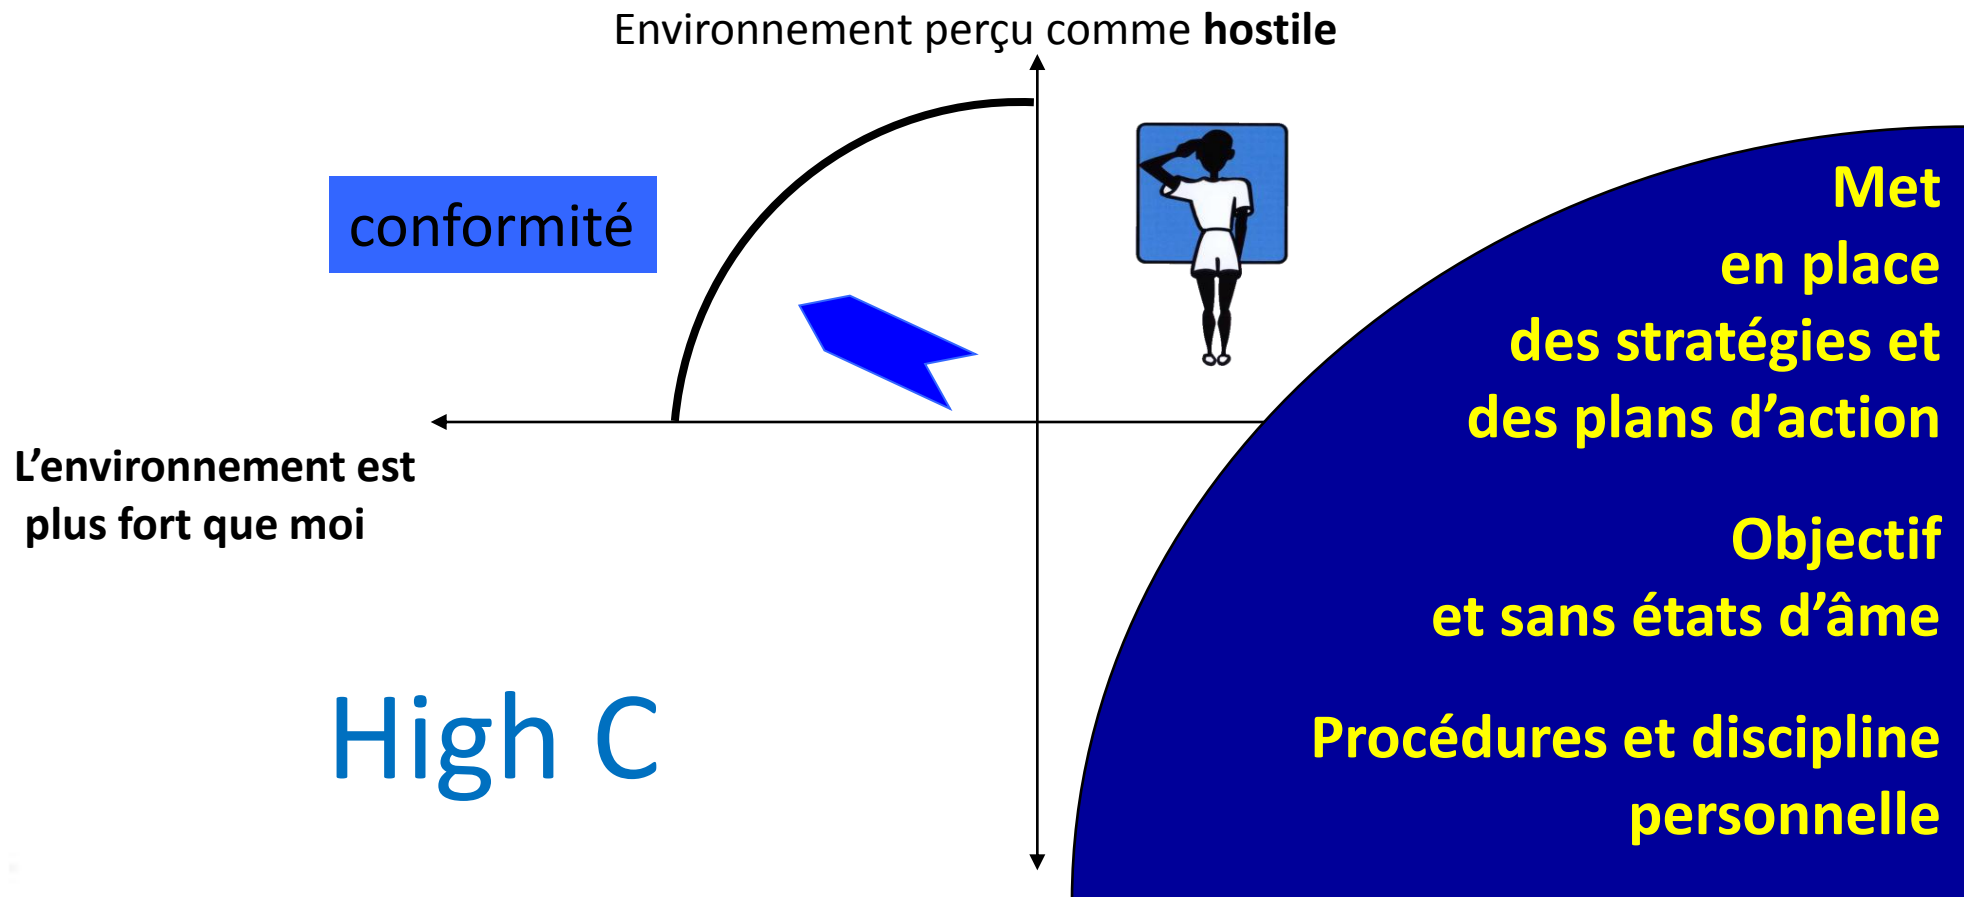 Environnement perçu comme hostile
conformité
L’environnement est
plus fort que moi
High C
Met
en place
des stratégies et
des plans d’action
Objectif
et sans états d’âme
Procédures et discipline
personnelle